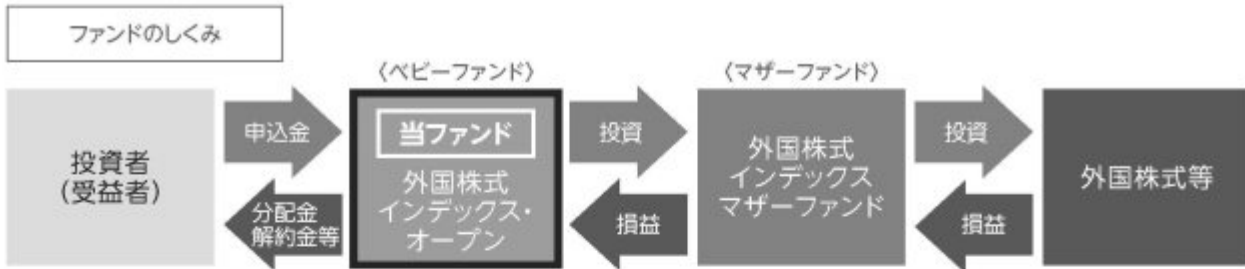 ファンドのしくみ
〈ベビーファンド〉
〈マザーファンド〉
投資者
(受益者)
申込金
分配金
解約金等
当ファンド
外国株式
インデックス・
オープン
投資
損益
外国株式
インデックス
マザーファンド
投資
損益
外国株式等